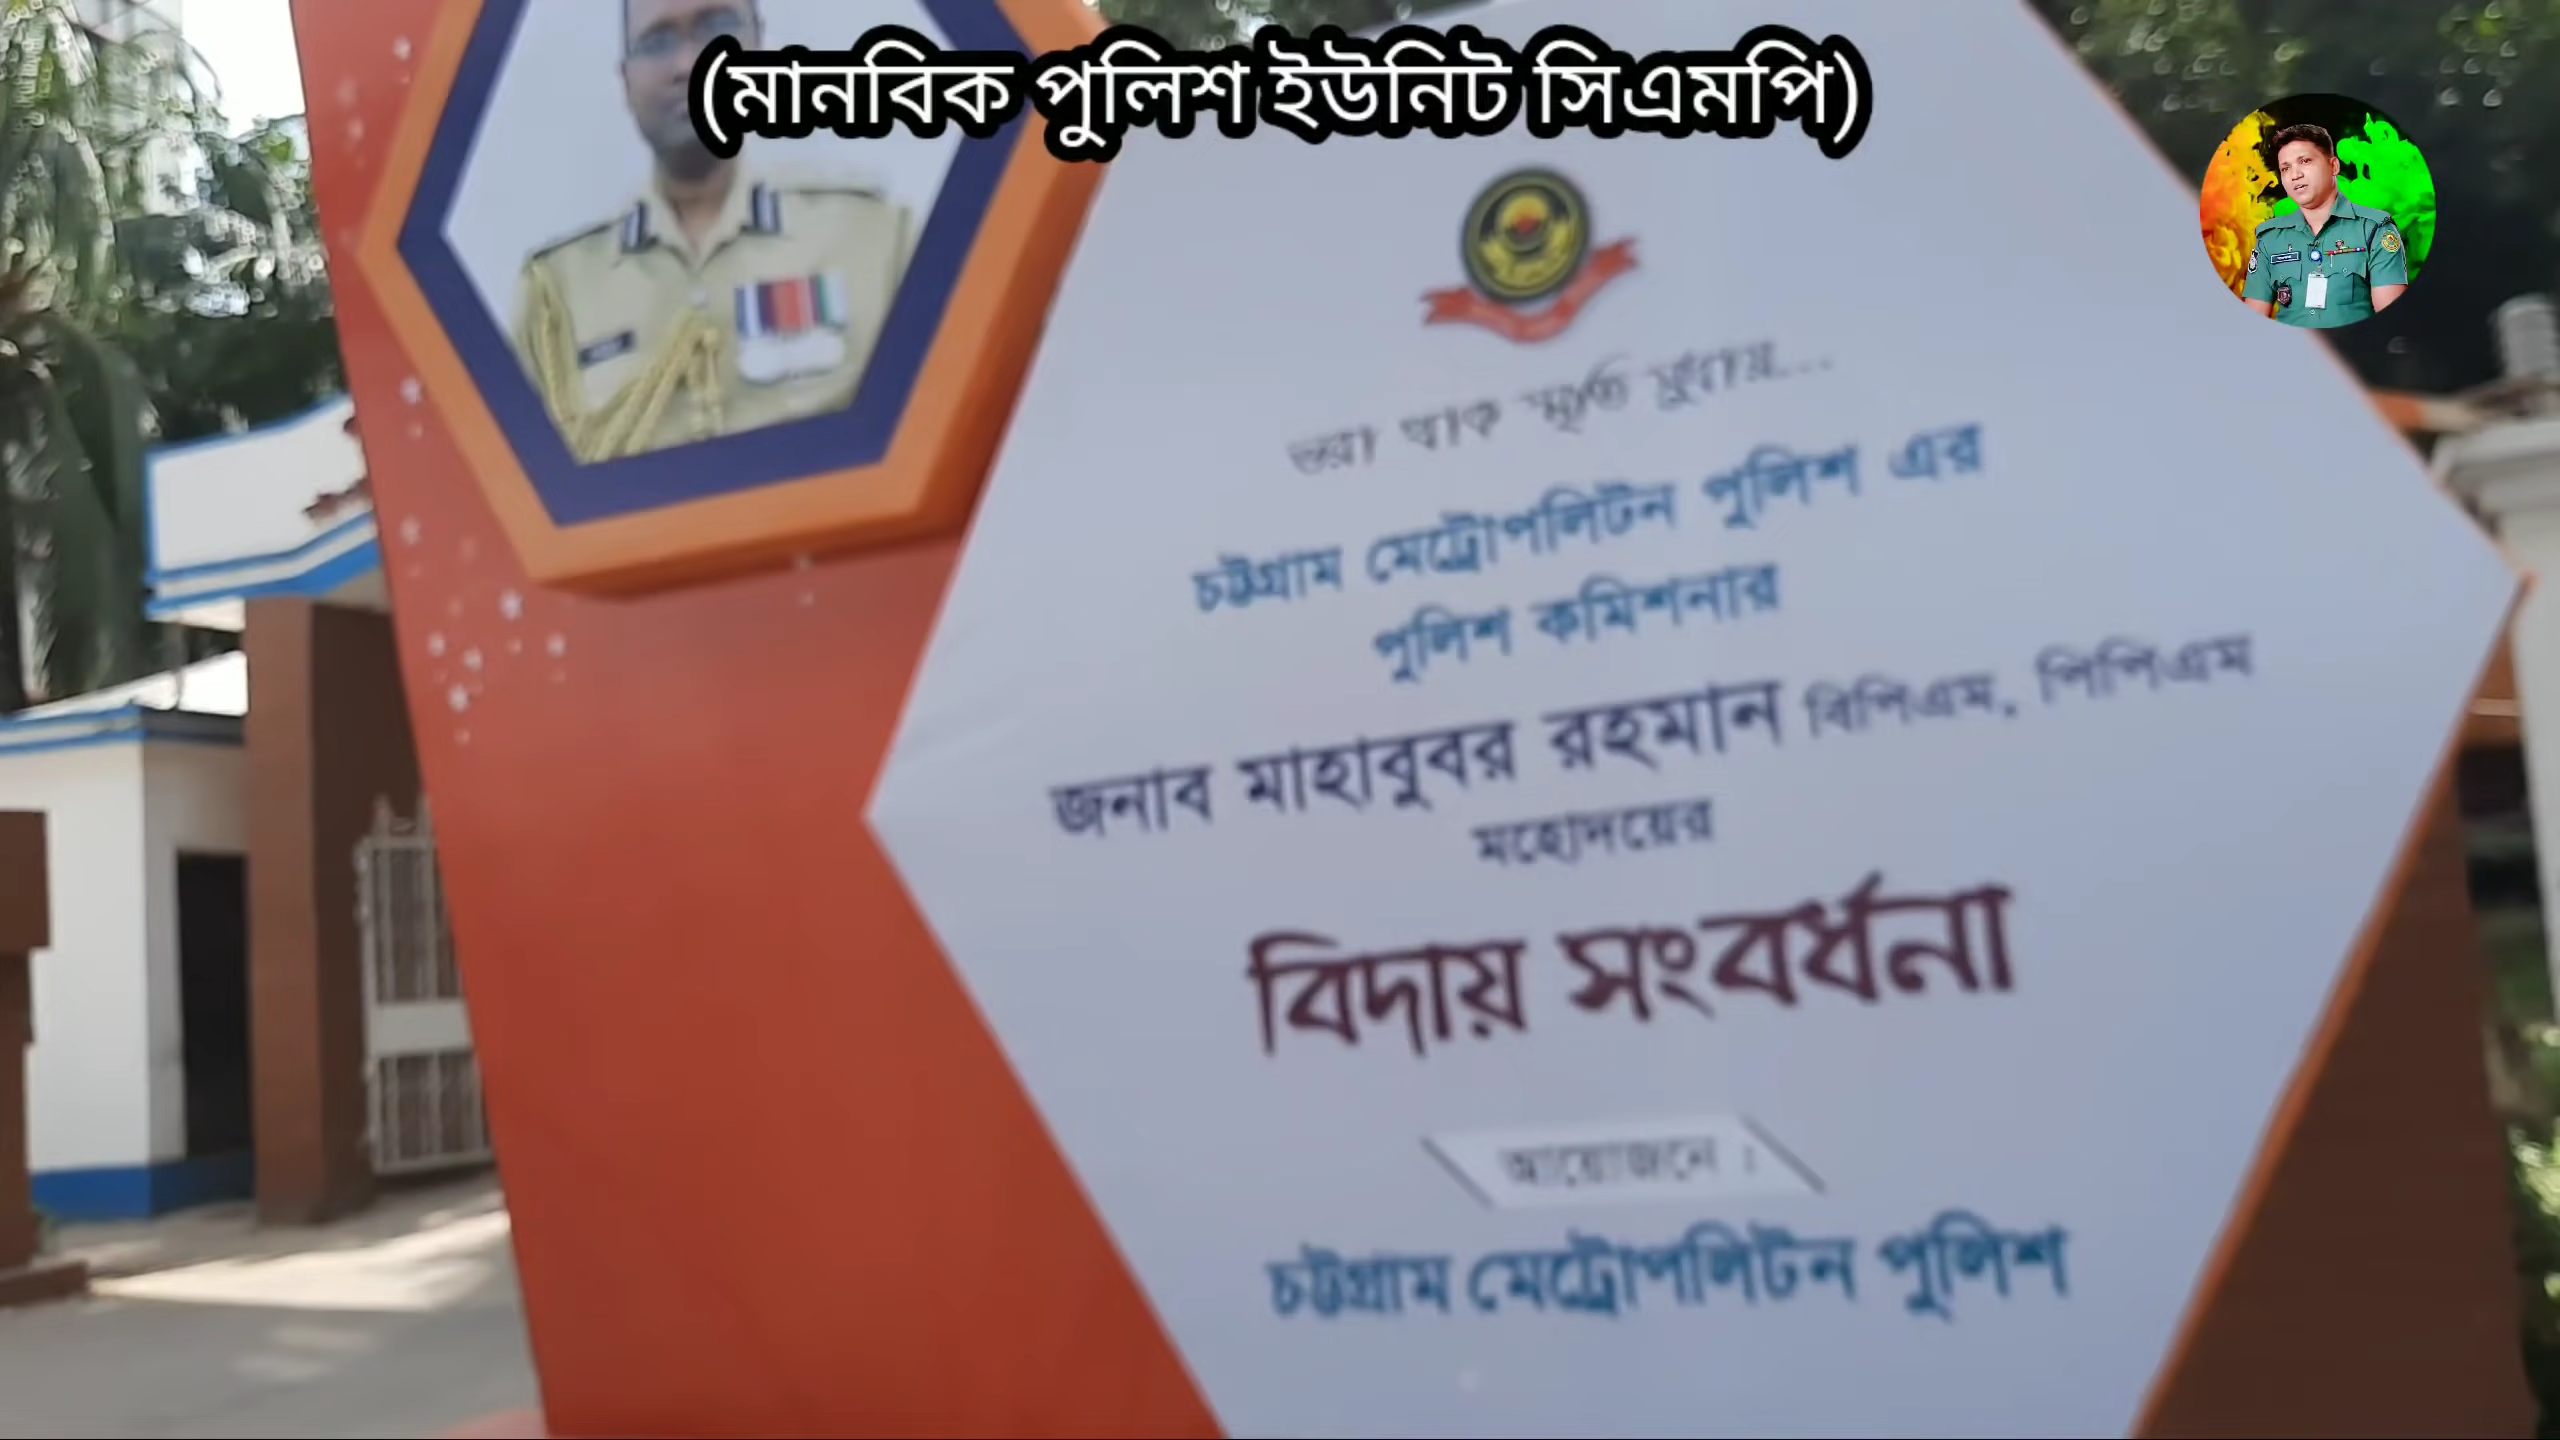 (মানবিক পুলিশ ইউনিট সিএমপি)
ভরা থাক স্মৃতি সুধায়...
চট্টগ্রাম মেট্রোপলিটন পুলিশ এর
পুলিশ কমিশনার
জনাব মাহাবুবর রহমান বিপিএম, পিপিএম
মহোদয়ের
বিদায় সংবর্ধনা
আয়োজনে :
চট্টগ্রাম মেট্রোপলিটন পুলিশ